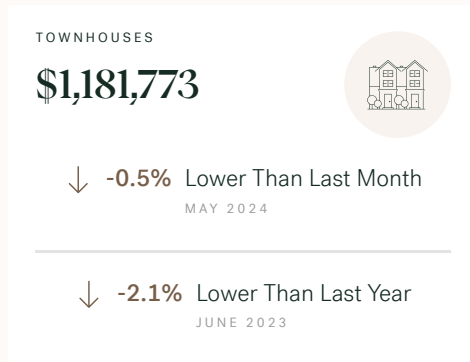 TOWNHOUSES
$1,181,773
-0.5% Lower Than Last Month
MAY 2024
-2.1% Lower Than Last Year
JUNE 2023